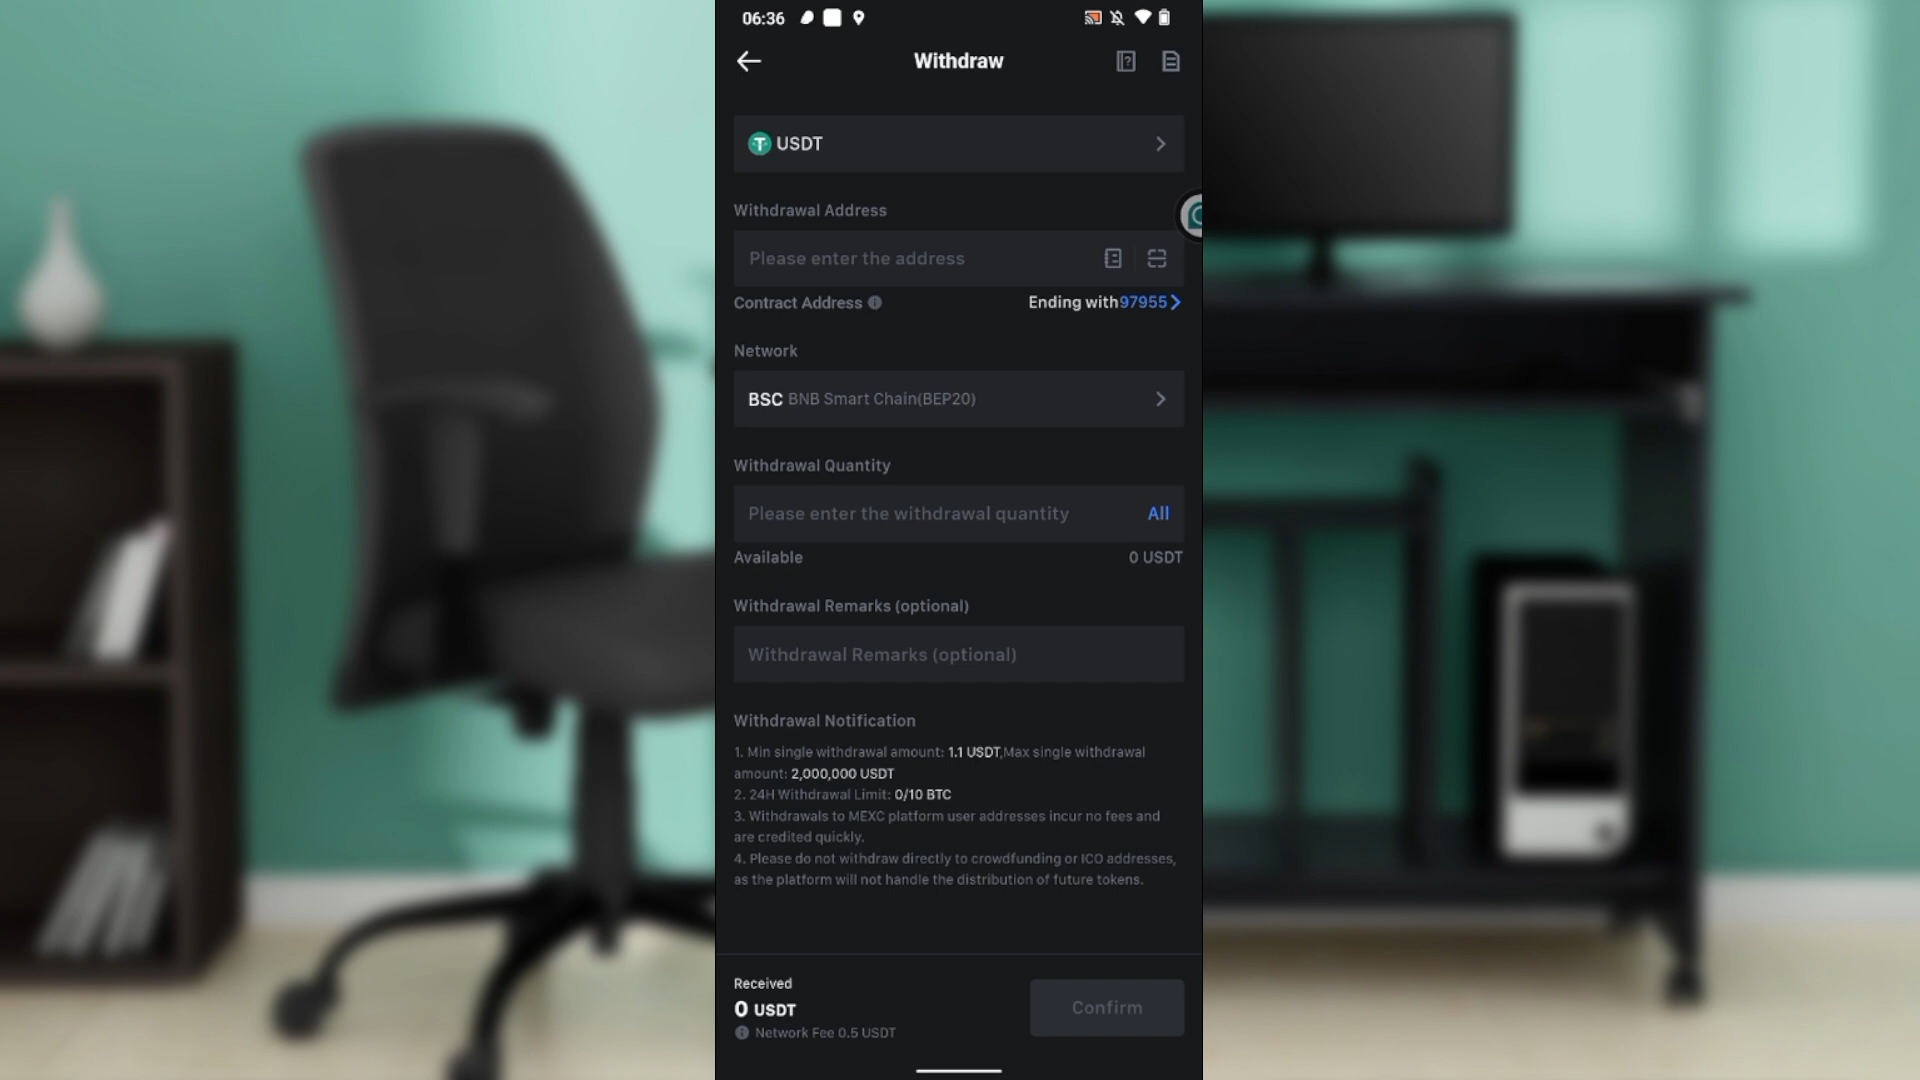 06:36
Withdraw
USDT
Withdrawal Address
Please enter the address
Contract Address Ending with97955
Network
BSC BNB Smart Chain(BEP20)
Withdrawal Quantity
Please enter the withdrawal quantity All
Available 0 USDT
Withdrawal Remarks (optional)
Withdrawal Remarks (optional)
Withdrawal Notification
1. Min single withdrawal amount: 1.1 USDT,Max single withdrawal
amount: 2,000,000 USDT
2. 24H Withdrawal Limit: 0/10 BTC
3. Withdrawals to MEXC platform user addresses incur no fees and
are credited quickly.
4. Please do not withdraw directly to crowdfunding or ICO addresses,
as the platform will not handle the distribution of future tokens.
Received
0 USDT
Confirm
Network Fee 0.5 USDT